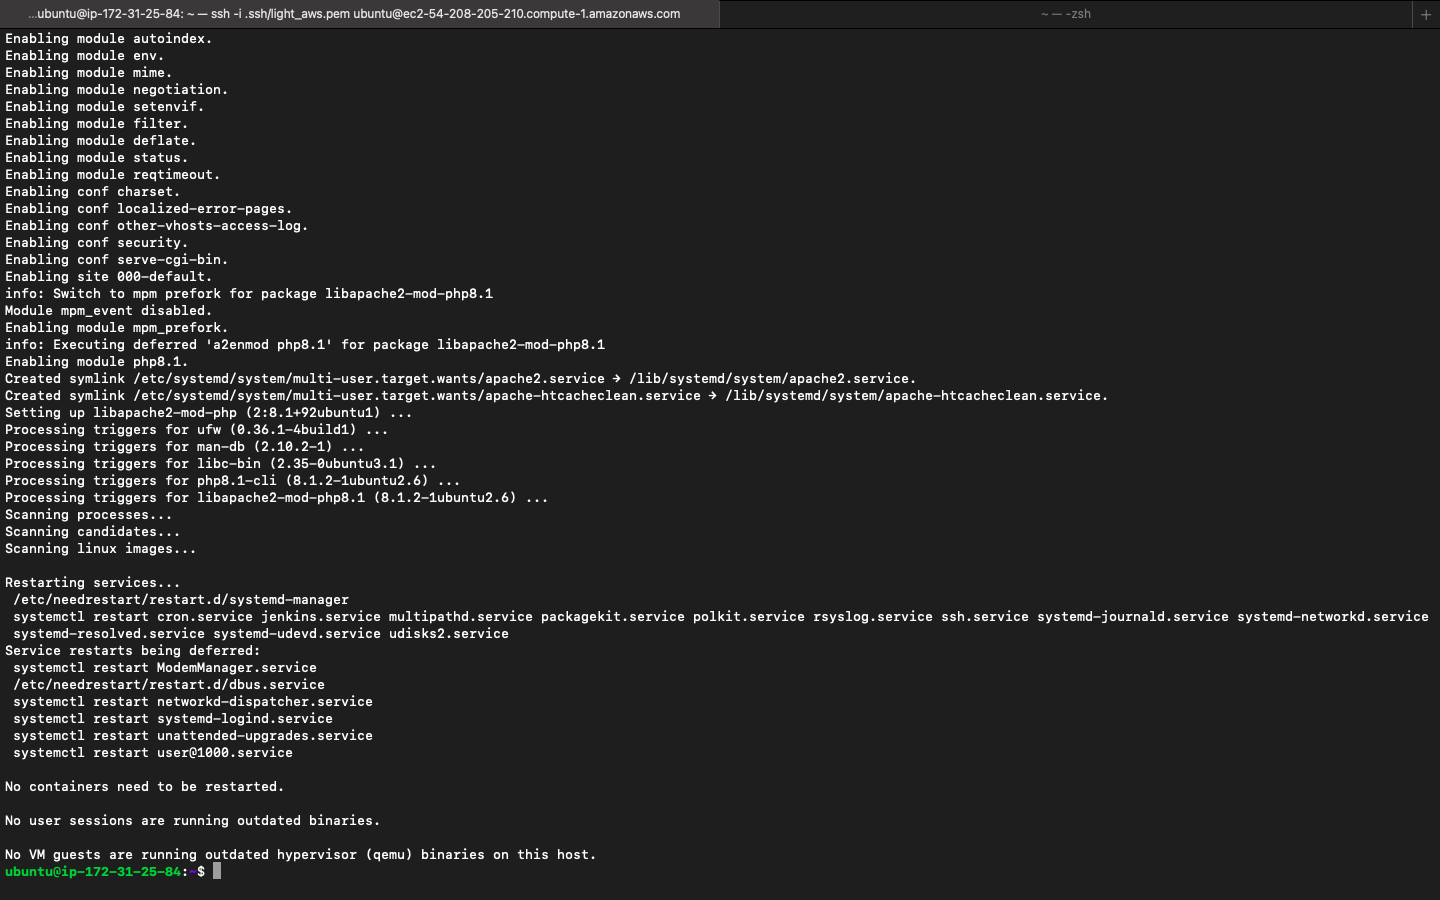 ...ubuntu@ip-172-31-25-84: ~ — ssh -i .ssh/light_aws.pem ubuntu@ec2-54-208-205-210.compute-1.amazonaws.com
~ — -zsh
+
Enabling module autoindex.
Enabling module env.
Enabling module mime.
Enabling module negotiation.
Enabling module setenvif.
Enabling module filter.
Enabling module deflate.
Enabling module status.
Enabling module reqtimeout.
Enabling conf charset.
Enabling conf localized-error-pages.
Enabling conf other-vhosts-access-log.
Enabling conf security.
Enabling conf serve-cgi-bin.
Enabling site 000-default.
info: Switch to mpm prefork for package libapache2-mod-php8.1
Module mpm_event disabled.
Enabling module mpm_prefork.
info: Executing deferred 'a2enmod php8.1' for package libapache2-mod-php8.1
Enabling module php8.1.
Created symlink /etc/systemd/system/multi-user.target.wants/apache2.service → /lib/systemd/system/apache2.service.
Created symlink /etc/systemd/system/multi-user.target.wants/apache-htcacheclean.service → /lib/systemd/system/apache-htcacheclean.service.
Setting up libapache2-mod-php (2:8.1+92ubuntu1) ...
Processing triggers for ufw (0.36.1-4build1) ...
Processing triggers for man-db (2.10.2-1) ...
Processing triggers for libc-bin (2.35-0ubuntu3.1) ...
Processing triggers for php8.1-cli (8.1.2-1ubuntu2.6) ...
Processing triggers for libapache2-mod-php8.1 (8.1.2-1ubuntu2.6) ...
Scanning processes...
Scanning candidates...
Scanning linux images...
Restarting services...
/etc/needrestart/restart.d/systemd-manager
systemctl restart cron.service jenkins.service multipathd.service packagekit.service polkit.service rsyslog.service ssh.service systemd-journald.service systemd-networkd.service
systemd-resolved.service systemd-udevd.service udisks2.service
Service restarts being deferred:
systemctl restart ModemManager.service
/etc/needrestart/restart.d/dbus.service
systemctl restart networkd-dispatcher.service
systemctl restart systemd-logind.service
systemctl restart unattended-upgrades.service
systemctl restart user@1000.service
No containers need to be restarted.
No user sessions are running outdated binaries.
No VM guests are running outdated hypervisor (qemu) binaries on this host.
ubuntu@ip-172-31-25-84:~$